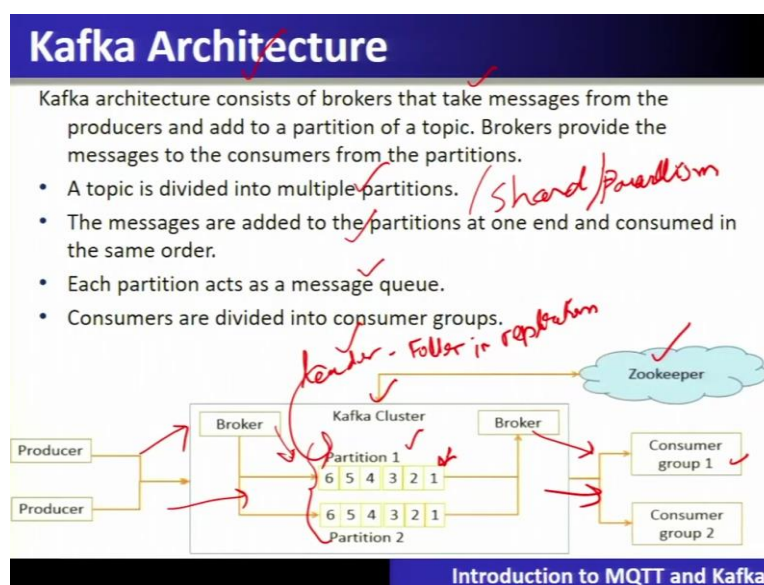 Kafka Architecture
Kafka architecture consists of brokers that take messages from the
producers and add to a partition of a topic. Brokers provide the
messages to the consumers from the partitions.
• A topic is divided into multiple partitions. /Shard/
• The messages are added to the partitions at one end and consumed in
the same order.
• Each partition acts as a message queue.
• Consumers are divided into consumer groups.
Leader - in replication
Zookeeper
Kafka Cluster
Broker
Broker
Producer
Producer
Partition 1
6 5 4 3 2 1
6 5 4 3 2 1
Partition 2
Consumer
group 1
Consumer
group 2
Introduction to MQTT and Kafka